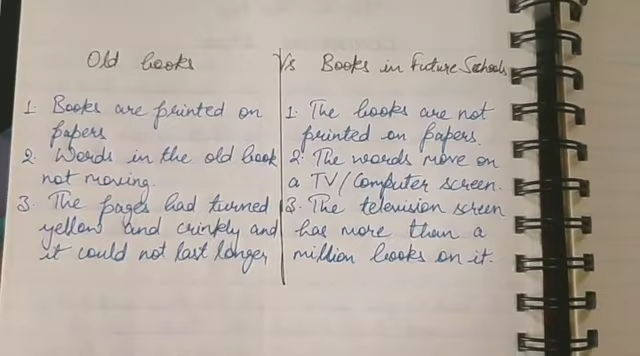 Old books Vs Books in Future Schools
1. Books are printed on
papers
2. Words in the old book
not moving.
3. The pages had turned
yellow and crinkly and
it could not last longer
1. The books are not
printed on papers.
2. The words move on
a TV/Computer screen.
3. The television screen
has more than a
million books on it.